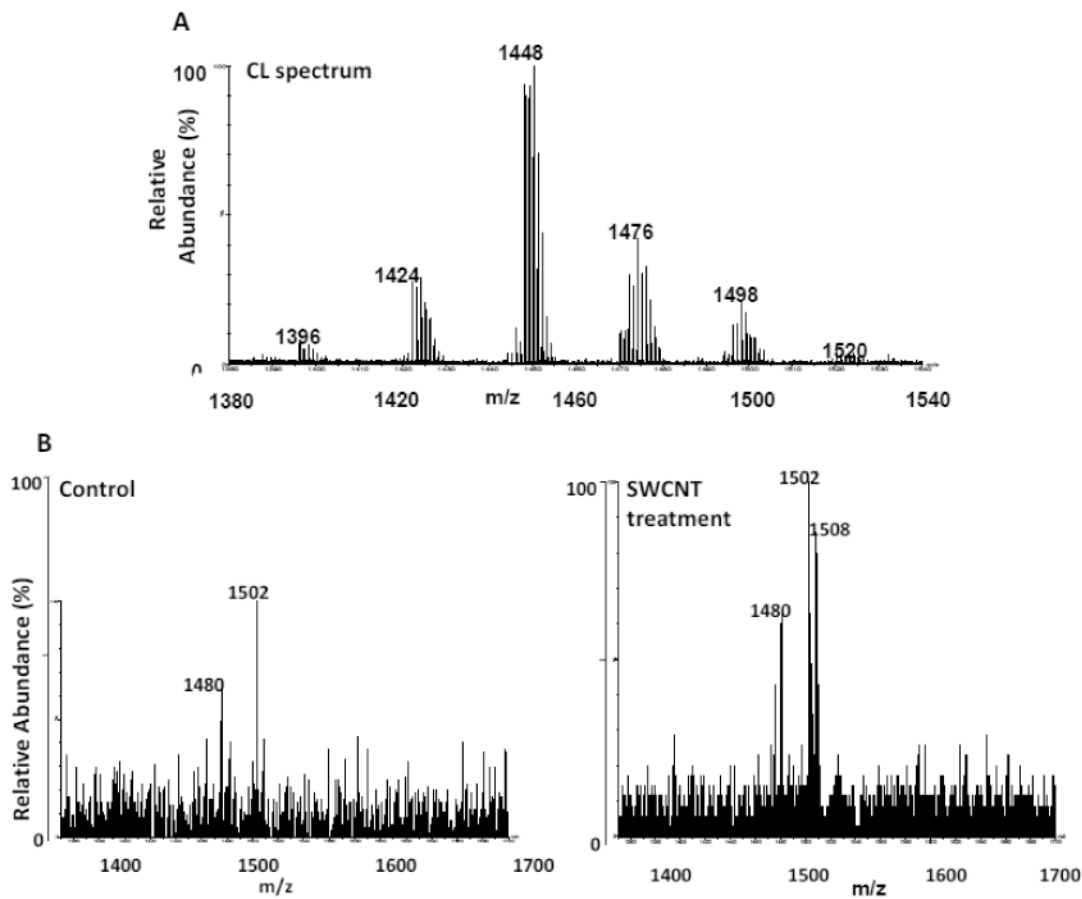 A
CL spectrum
Relative
Abundance (%)
100
0
1448
1476
1424
1498
1396
1520
1380 1420 m/z 1460 1500 1540
B
Control
100
Relative Abundance (%)
0
1502
1480
1400 1500 1600 1700
m/z
SWCNT
treatment
100
0
1502
1508
1480
1400 1500 1600 1700
m/z